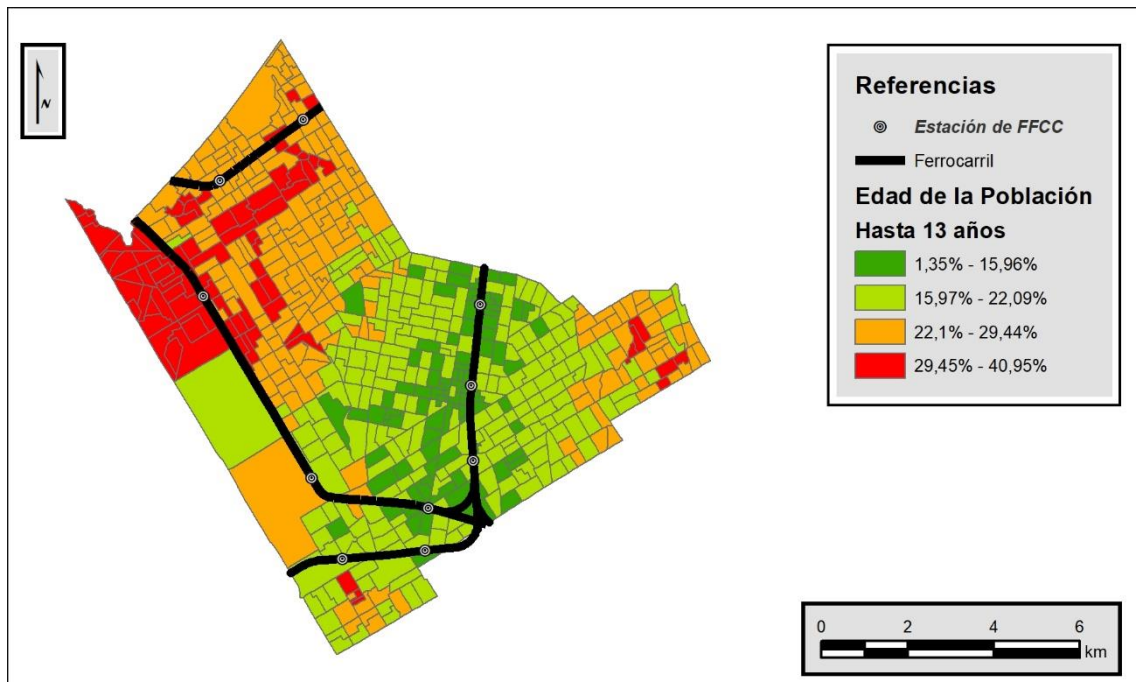 N
Referencias
Estación de FFCC
Ferrocarril
Edad de la Población
Hasta 13 años
1,35% - 15,96%
15,97% - 22,09%
22,1% - 29,44%
29,45% - 40,95%
0 2 4 6
km